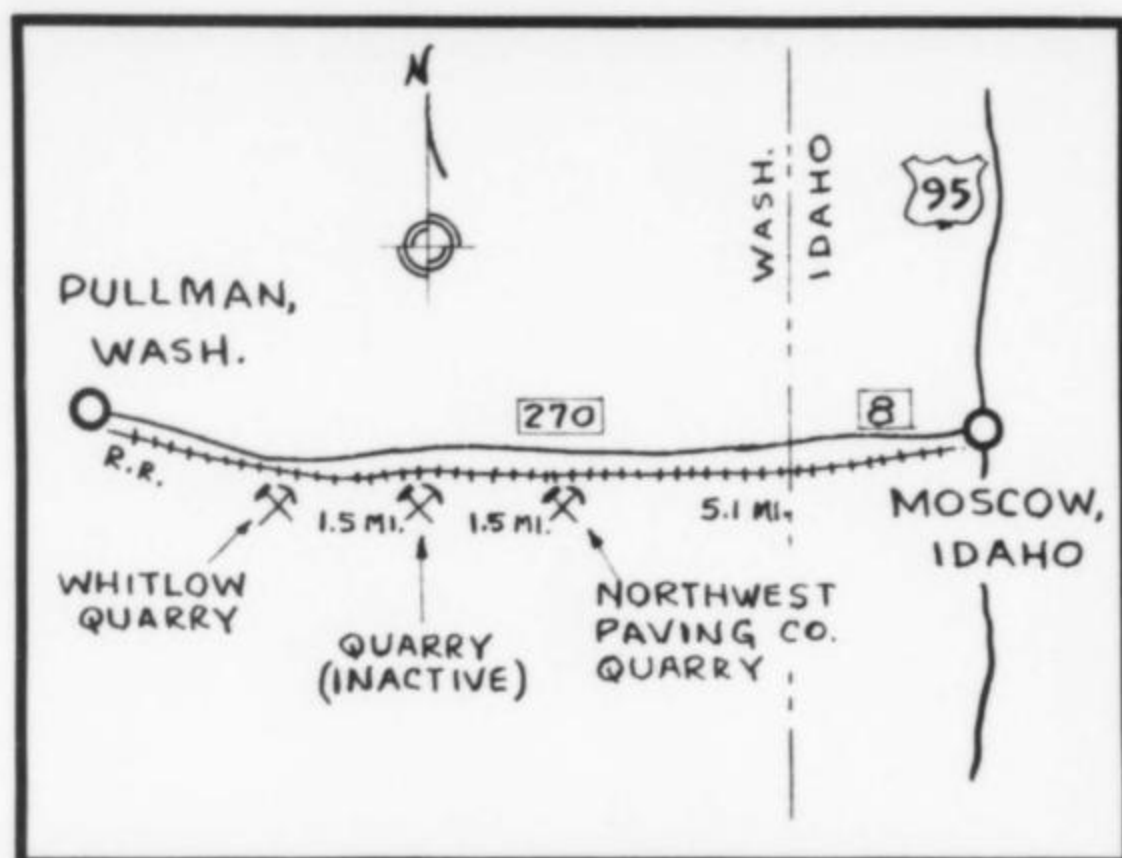 N
WASH.
IDAHO
95
PULLMAN,
WASH.
270
8
R.R.
1.5 MI.
1.5 MI.
5.1 MI.
MOSCOW,
IDAHO
WHITLOW
QUARRY
QUARRY
(INACTIVE)
NORTHWEST
PAVING CO.
QUARRY